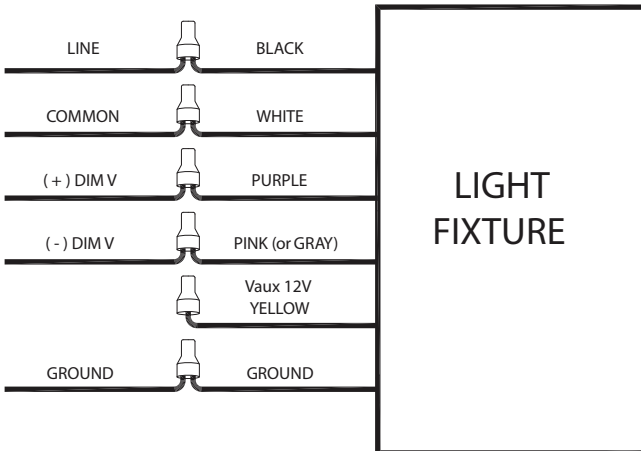 LINE BLACK
COMMON WHITE
( + ) DIM V PURPLE
( - ) DIM V PINK (or GRAY)
Vaux 12V
YELLOW
GROUND GROUND
LIGHT
FIXTURE